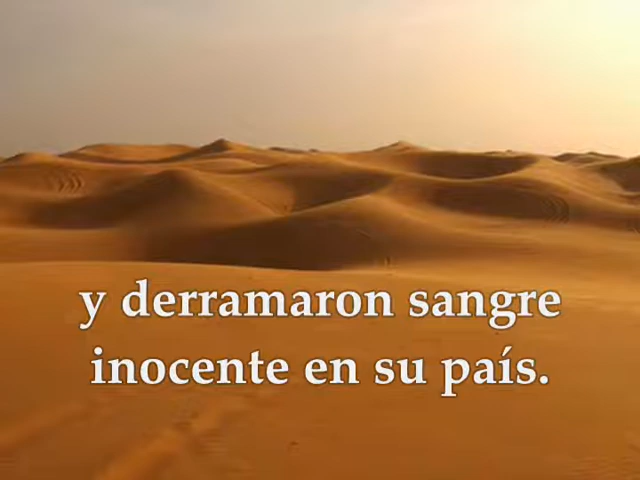 y derramaron sangre
inocente en su país.